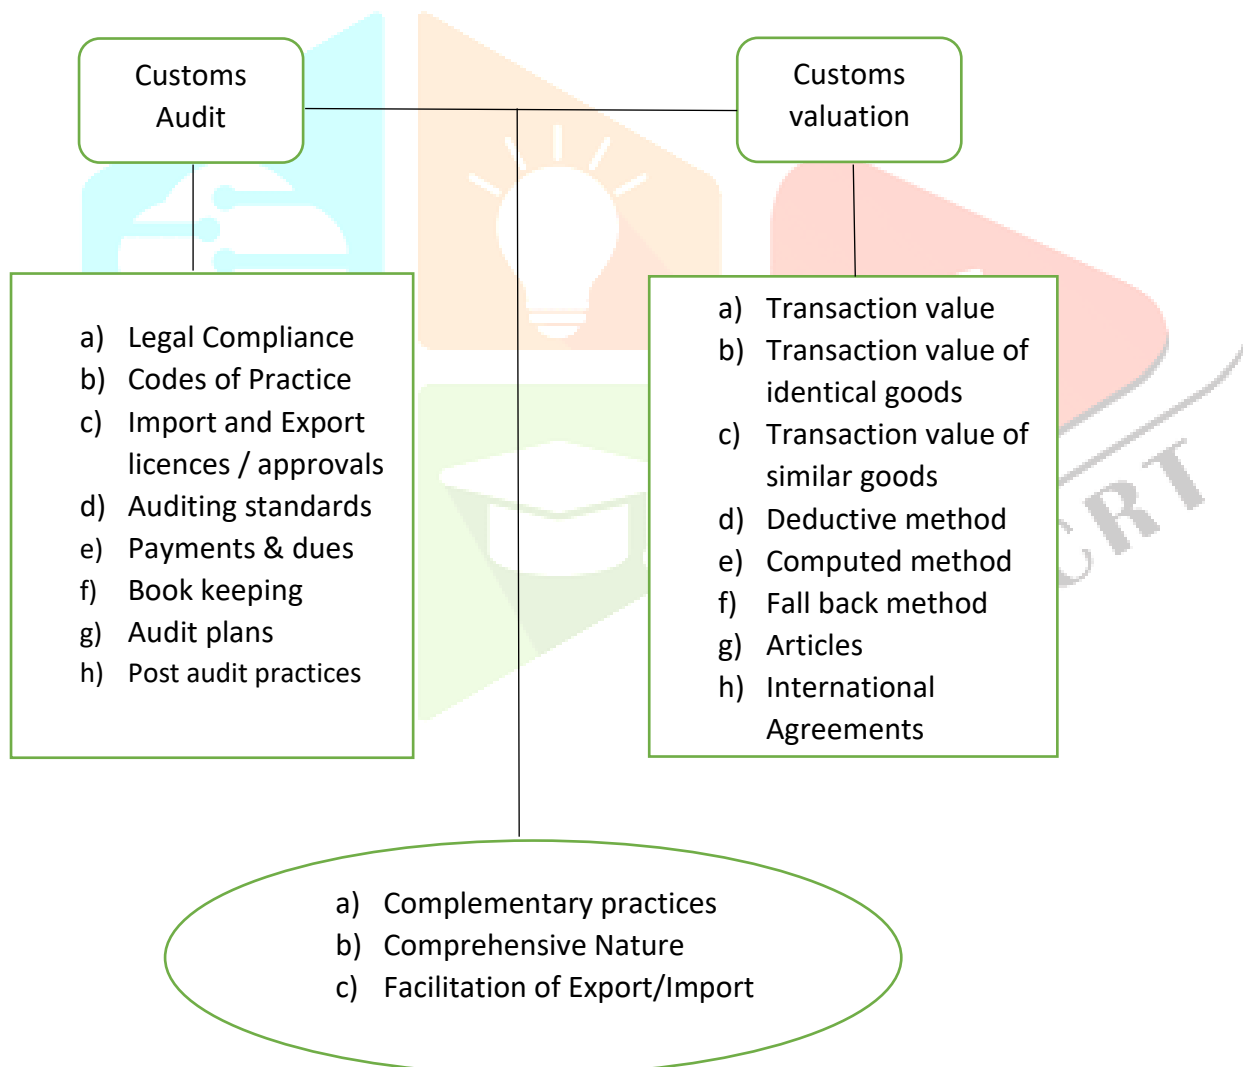 Customs
Audit
Customs
valuation
a) Legal Compliance
b) Codes of Practice
c) Import and Export
licences / approvals
d) Auditing standards
e) Payments & dues
f) Book keeping
g) Audit plans
h) Post audit practices
a) Transaction value
b) Transaction value of
identical goods
c) Transaction value of
similar goods
d) Deductive method
e) Computed method
f) Fall back method
g) Articles
h) International
Agreements
a) Complementary practices
b) Comprehensive Nature
c) Facilitation of Export/Import
CRT